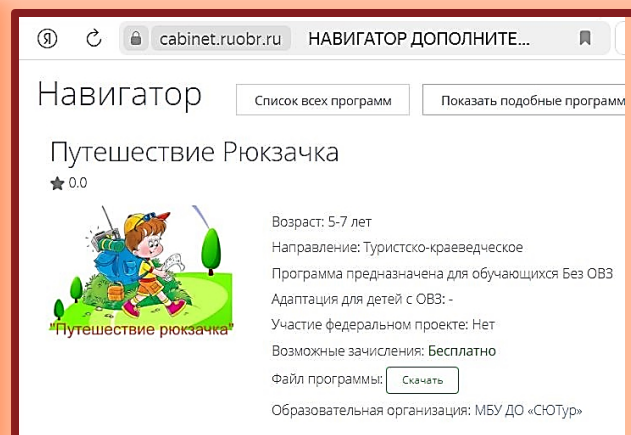 cabinet.ruobr.ru НАВИГАТОР ДОПОЛНИТЕ...
Навигатор Список всех программ Показать подобные программ
Путешествие Рюкзачка
0.0
Возраст: 5-7 лет
Направление: Туристско-краеведческое
Программа предназначена для обучающихся Без ОВЗ
Адаптация для детей с ОВЗ: -
Участие федеральном проекте: Нет
Возможные зачисления: Бесплатно
Файл программы: Скачать
Образовательная организация: МБУ ДО «СЮТур»
"Путешествие рюкзачка"